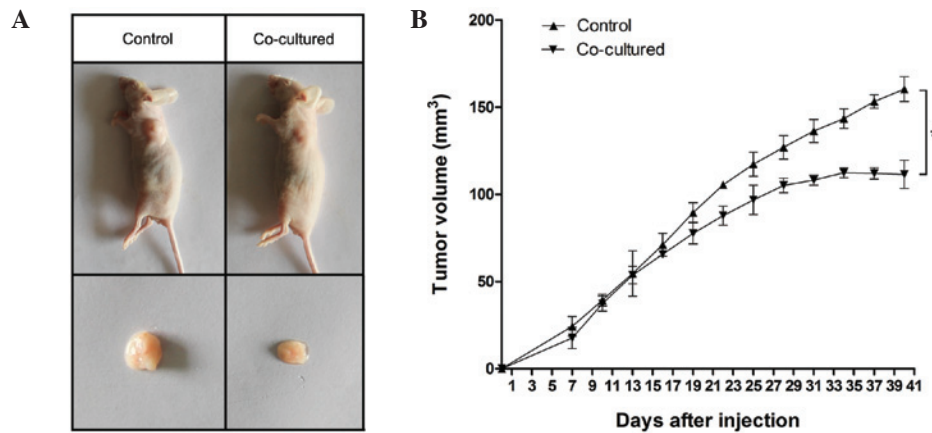 A
Control Co-cultured
B
200
150
100
50
0
Tumor volume (mm³)
Control
Co-cultured
1 3 5 7 9 11 13 15 17 19 21 23 25 27 29 31 33 35 37 39 41
Days after injection